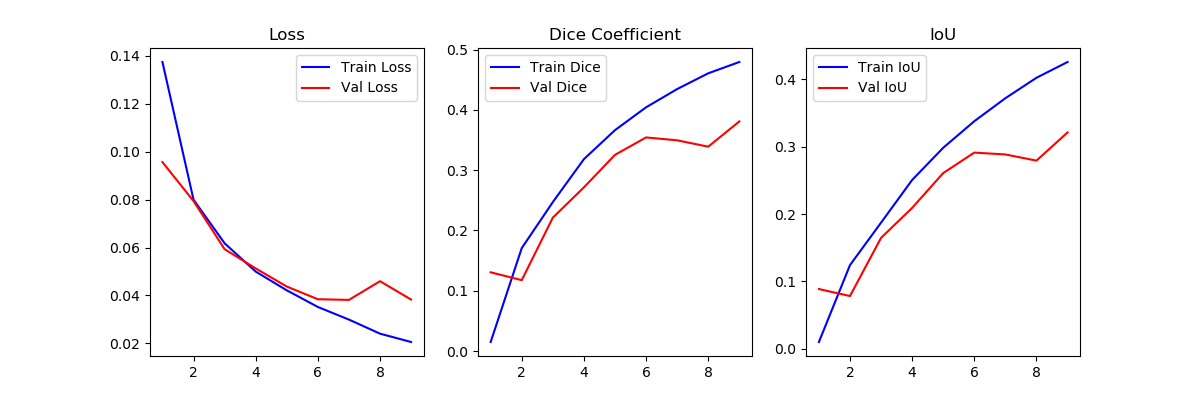 Loss
0.14
0.12
0.10
0.08
0.06
0.04
0.02
2 4 6 8
Train Loss
Val Loss
Dice Coefficient
0.5
0.4
0.3
0.2
0.1
0.0
2 4 6 8
Train Dice
Val Dice
IoU
0.4
0.3
0.2
0.1
0.0
2 4 6 8
Train IoU
Val IoU